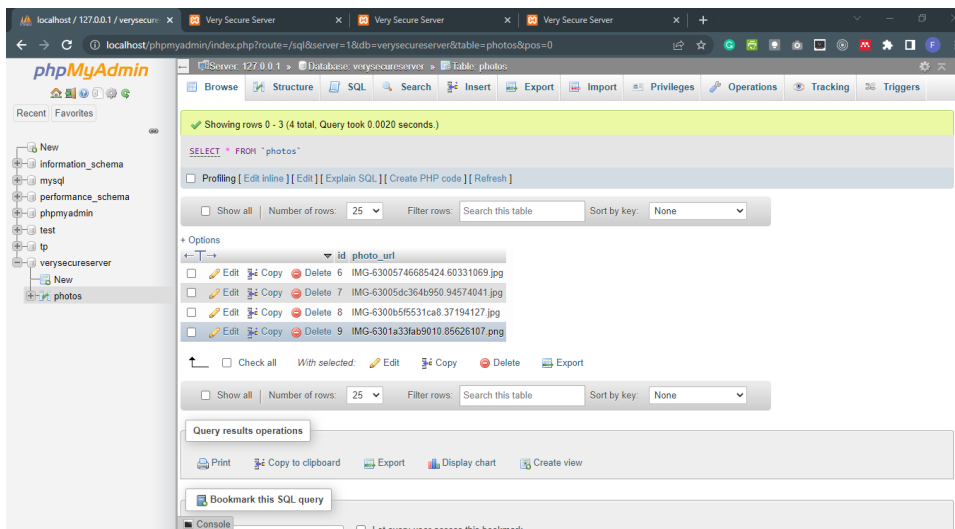 localhost / 127.0.0.1 / verysecure
Very Secure Server
Very Secure Server
Very Secure Server
localhost/phpmyadmin/index.php?route=/sql&server=1&db=verysecureserver&table=photos&pos=0
phpMyAdmin
Recent Favorites
New
information_schema
mysql
performance_schema
phpmyadmin
test
tp
verysecureserver
New
photos
Server: 127.0.0.1 » Database: verysecureserver » Table: photos
Browse Structure SQL Search Insert Export Import Privileges Operations Tracking Triggers
Showing rows 0 - 3 (4 total, Query took 0.0020 seconds.)
SELECT * FROM `photos`
Profiling [ Edit inline ] [ Edit ] [ Explain SQL ] [ Create PHP code ] [ Refresh ]
Show all | Number of rows: 25 Filter rows: Search this table Sort by key: None
+ Options
←T→ id photo_url
Edit Copy Delete 6 IMG-63005746685424.60331069.jpg
Edit Copy Delete 7 IMG-63005dc364b950.94574041.jpg
Edit Copy Delete 8 IMG-6300b5f5531ca8.37194127.jpg
Edit Copy Delete 9 IMG-6301a33fab9010.85626107.png
Check all With selected: Edit Copy Delete Export
Show all | Number of rows: 25 Filter rows: Search this table Sort by key: None
Query results operations
Print Copy to clipboard Export Display chart Create view
Bookmark this SQL query
Console
Let every user access this bookmark